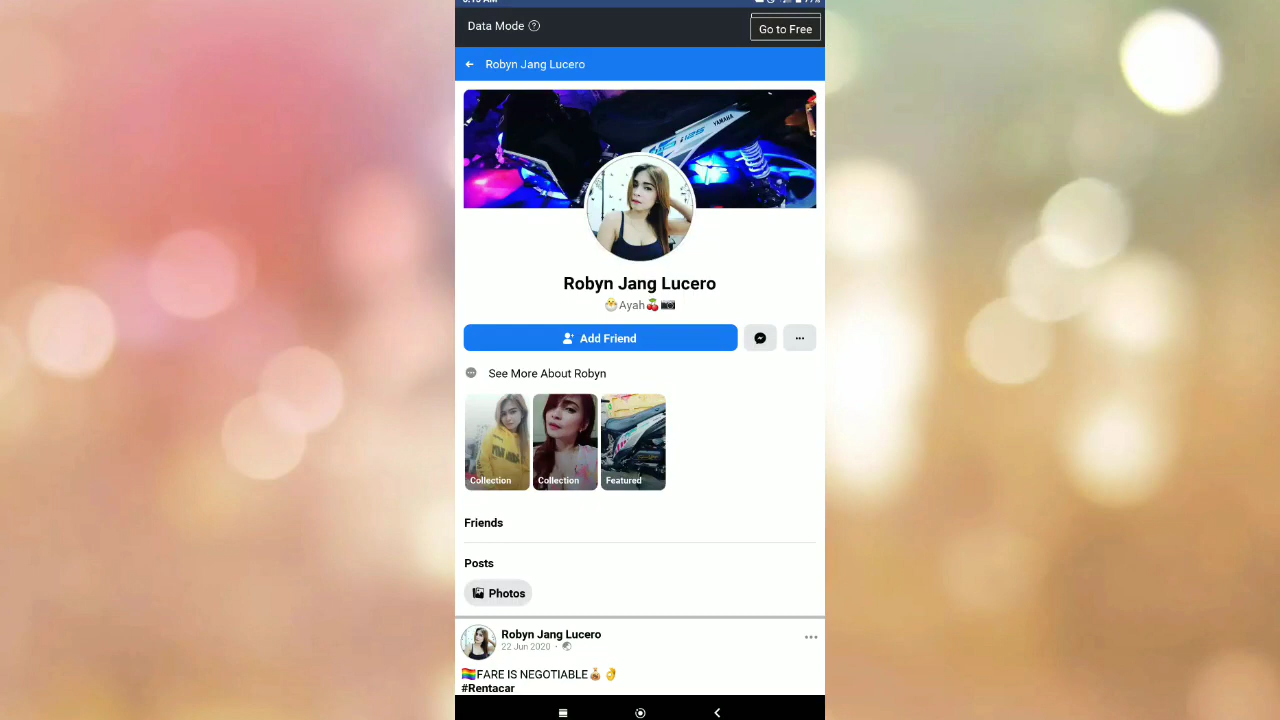 Data Mode
Go to Free
Robyn Jang Lucero
YAMAHA
Robyn Jang Lucero
🐣Ayah🍒📷
Add Friend
See More About Robyn
Collection
Collection
Featured
Friends
Posts
Photos
Robyn Jang Lucero
22 Jun 2020 ·
🏳️‍🌈FARE IS NEGOTIABLE💰👌
#Rentacar